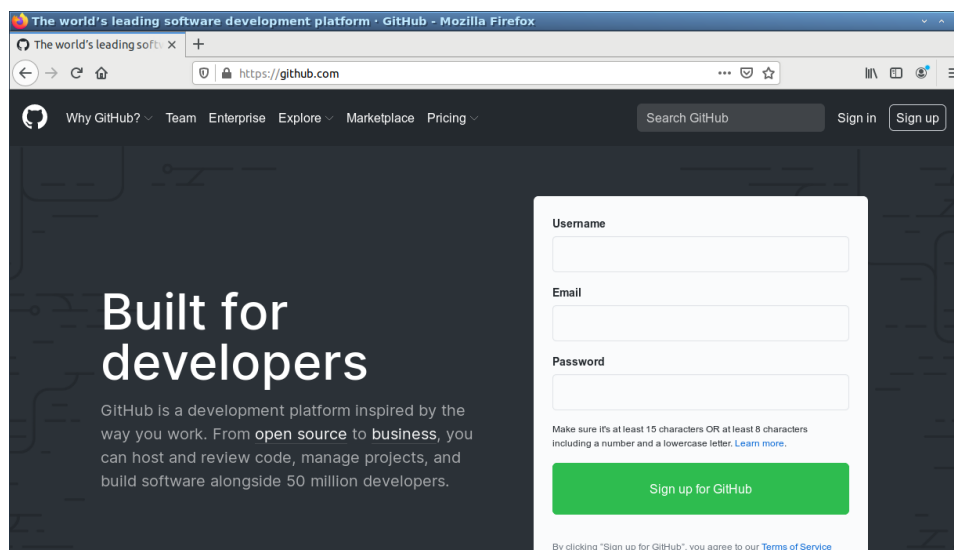 The world's leading software development platform · GitHub - Mozilla Firefox
The world's leading soft
https://github.com
Why GitHub? Team Enterprise Explore Marketplace Pricing Search GitHub Sign in Sign up
Built for
developers
GitHub is a development platform inspired by the
way you work. From open source to business, you
can host and review code, manage projects, and
build software alongside 50 million developers.
Username
Email
Password
Make sure it's at least 15 characters OR at least 8 characters
including a number and a lowercase letter. Learn more.
Sign up for GitHub
By clicking "Sign up for GitHub", you agree to our Terms of Service